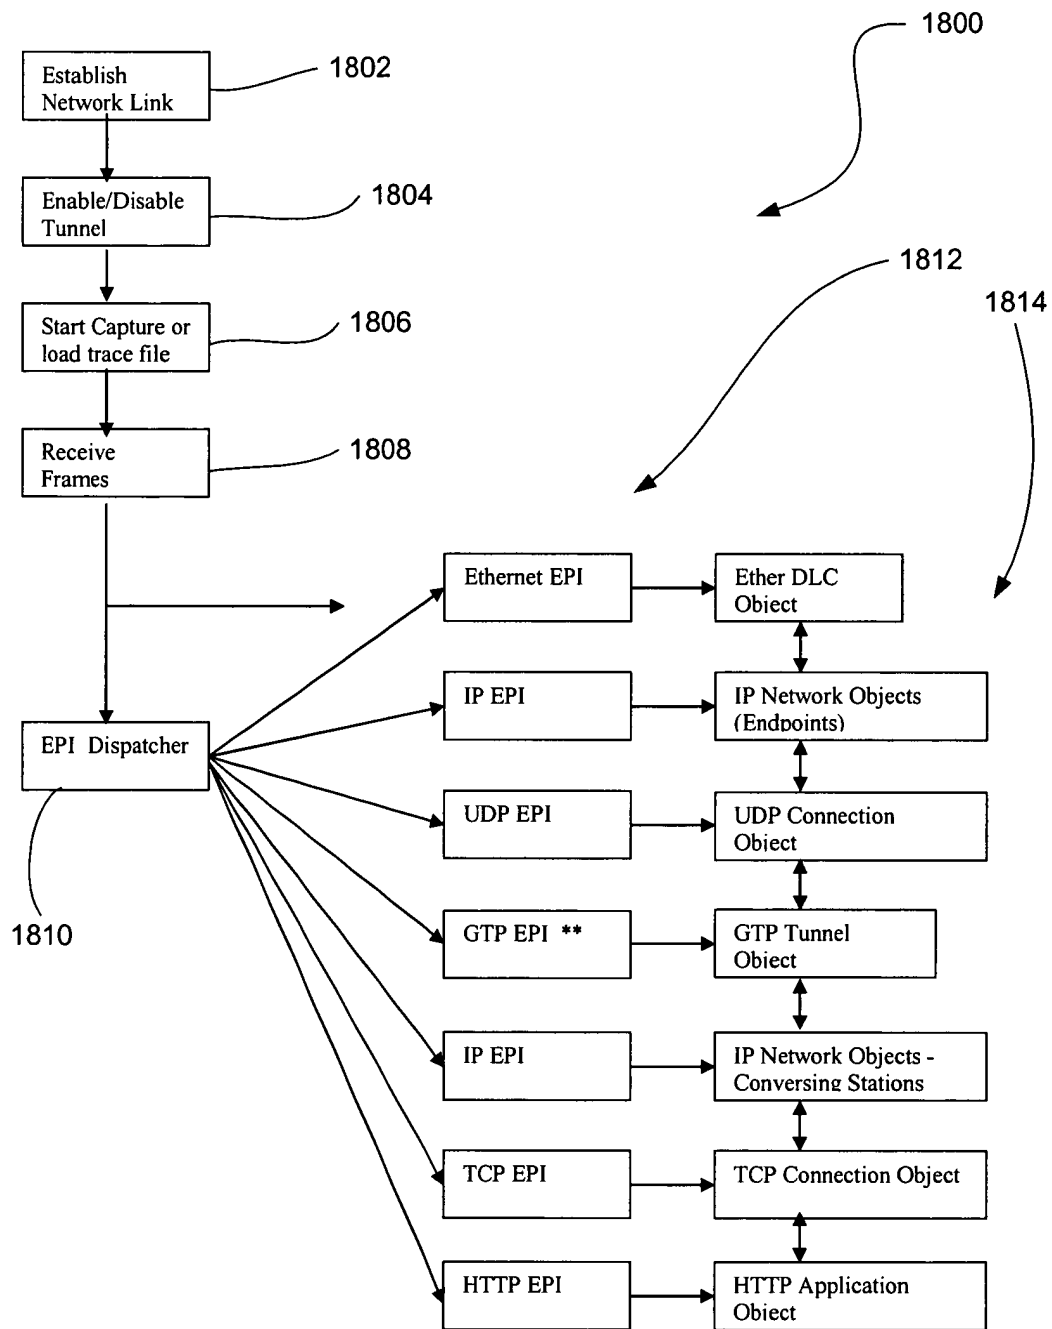 1800
Establish
Network Link
1802
Enable/Disable
Tunnel
1804
1812
1814
Start Capture or
load trace file
1806
Receive
Frames
1808
Ethernet EPI
Ether DLC
Object
IP EPI
IP Network Objects
(Endpoints)
EPI Dispatcher
UDP EPI
UDP Connection
Object
1810
GTP EPI **
GTP Tunnel
Object
IP EPI
IP Network Objects -
Conversing Stations
TCP EPI
TCP Connection Object
HTTP EPI
HTTP Application
Object